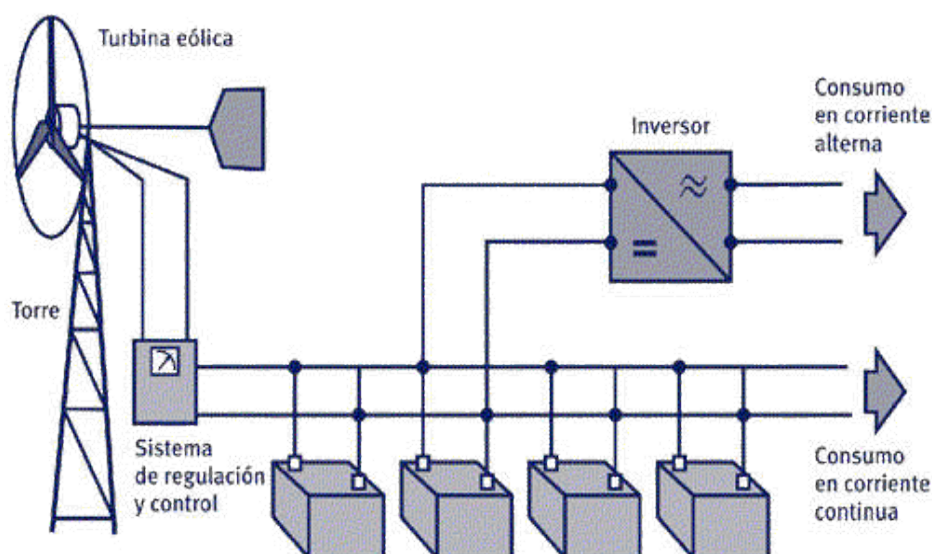 Turbina eólica
Consumo
en corriente
alterna
Inversor
Torre
Sistema
de regulación
y control
Consumo
en corriente
continua